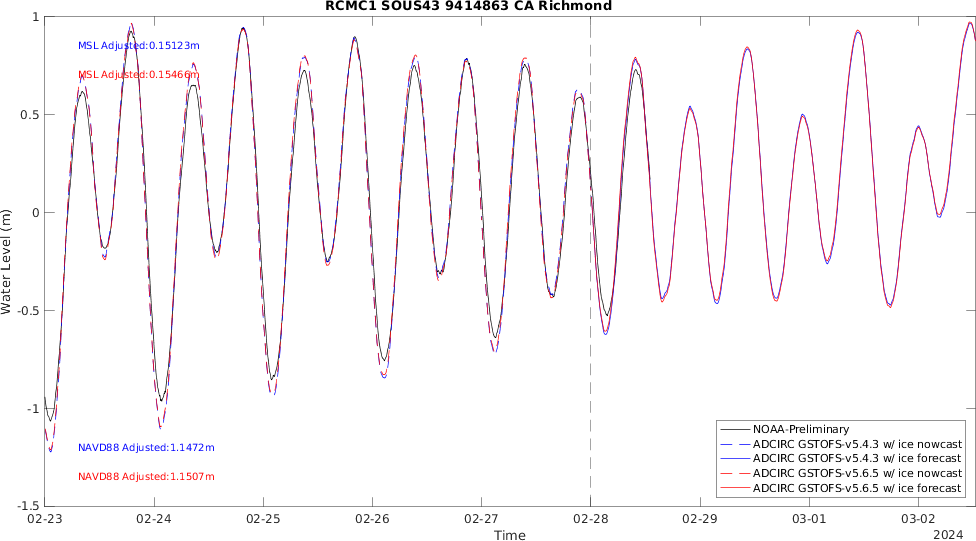 RCMC1 SOUS43 9414863 CA Richmond
1
MSL Adjusted:0.15123m
MSL Adjusted:0.15466m
0.5
0
Water Level (m)
-0.5
-1
NAVD88 Adjusted:1.1472m
NAVD88 Adjusted:1.1507m
-1.5
NOAA-Preliminary
ADCIRC GSTOFS-v5.4.3 w/ ice nowcast
ADCIRC GSTOFS-v5.4.3 w/ ice forecast
ADCIRC GSTOFS-v5.6.5 w/ ice nowcast
ADCIRC GSTOFS-v5.6.5 w/ ice forecast
02-23 02-24 02-25 02-26 02-27 02-28 02-29 03-01 03-02
Time
2024